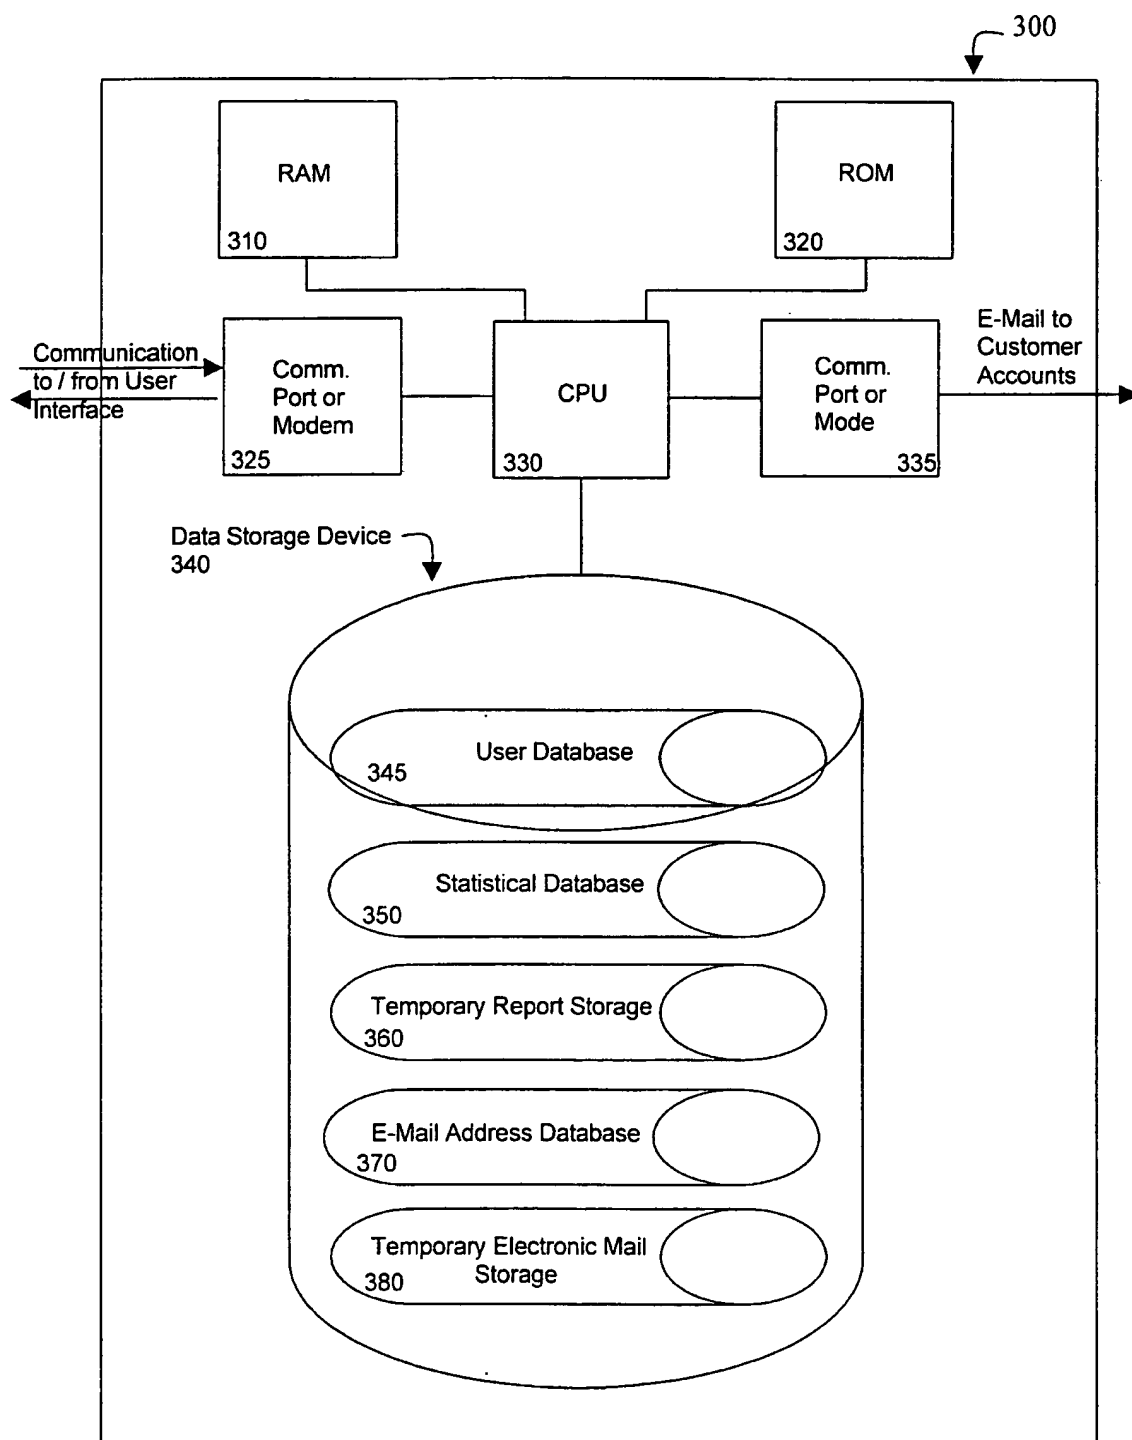 300
RAM
310
ROM
320
Communication
to / from User
Interface
Comm.
Port or
Modem
325
CPU
330
Comm.
Port or
Mode
335
E-Mail to
Customer
Accounts
Data Storage Device
340
User Database
345
Statistical Database
350
Temporary Report Storage
360
E-Mail Address Database
370
Temporary Electronic Mail
Storage
380